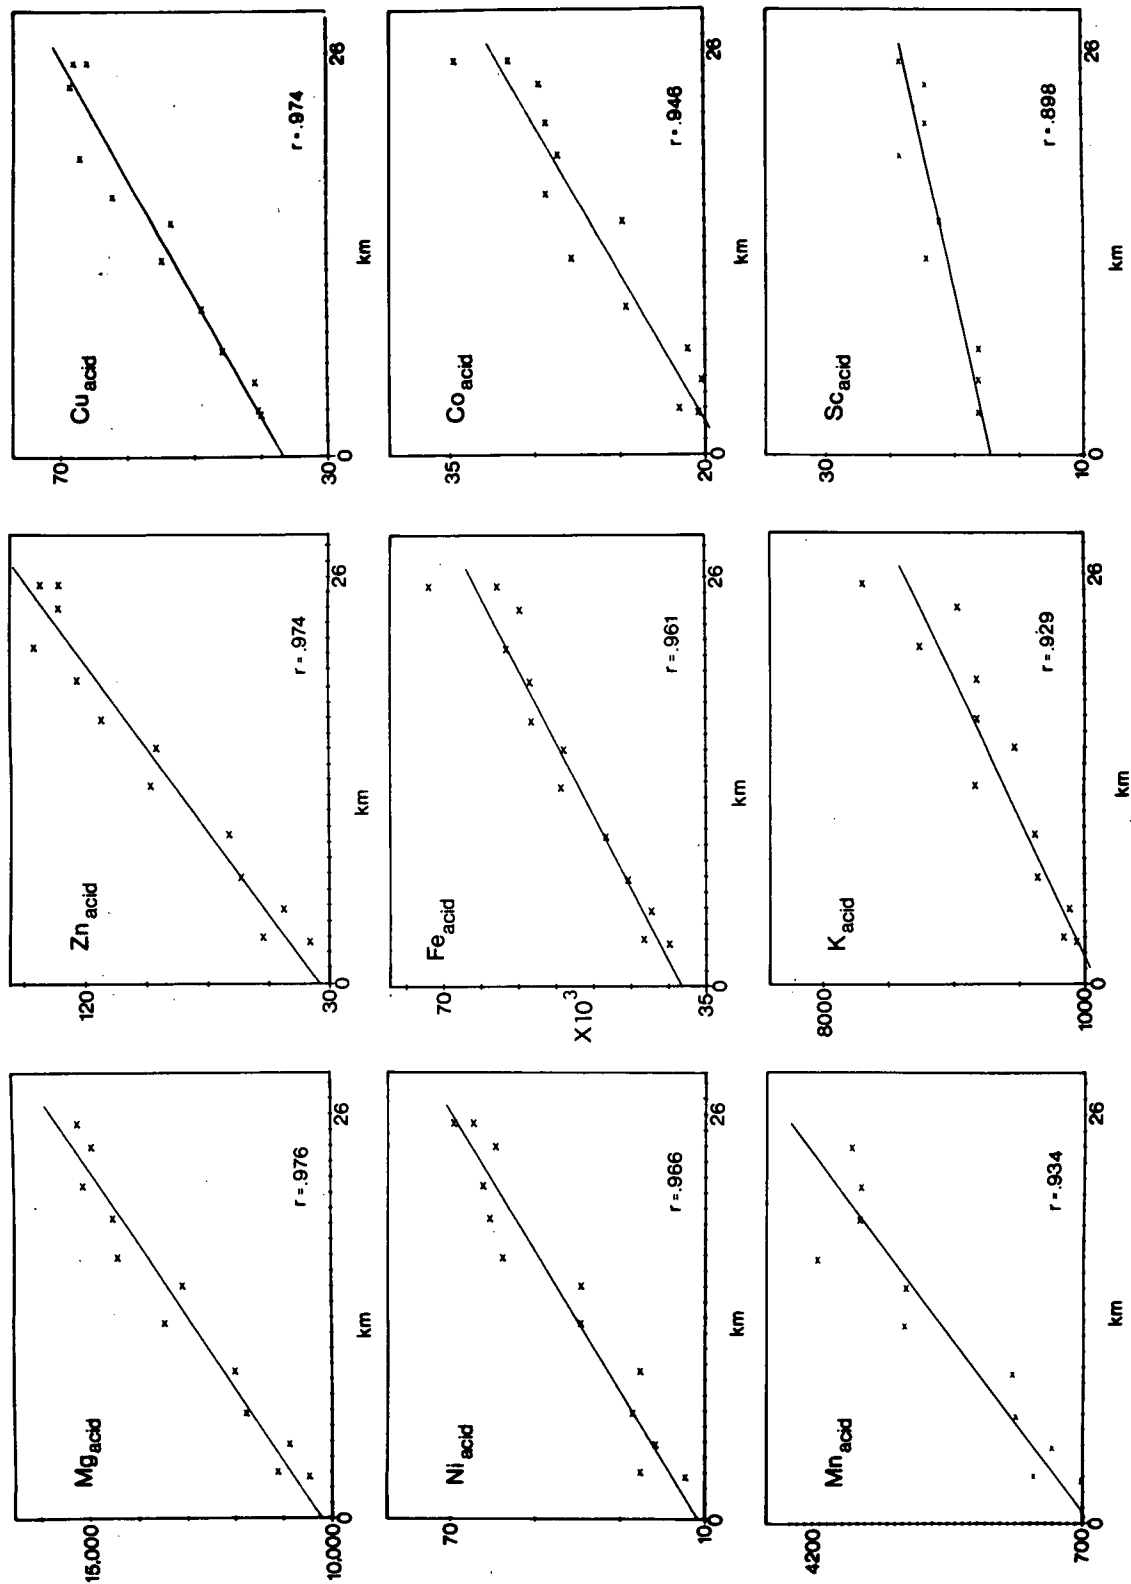 Mg acid
15,000
10,000
0
26
km
r = .976
Zn acid
120
30
0
26
km
r = .974
Cu acid
70
30
0
26
km
r = .974
Ni acid
70
10
0
26
km
r = .966
Fe acid
70
X10³
35
0
26
km
r = .961
Co acid
35
20
0
26
km
r = .946
Mn acid
4200
700
0
26
km
r = .934
K acid
8000
1000
0
26
km
r = .929
Sc acid
30
10
0
26
km
r = .898